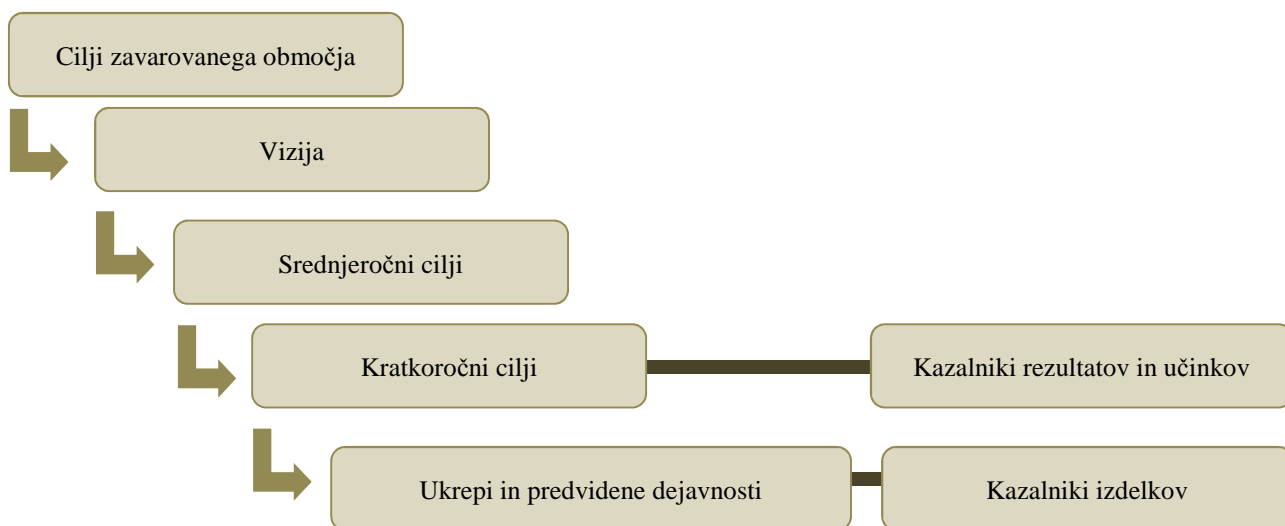 Cilji zavarovanega območja
Vizija
Srednjeročni cilji
Kratkoročni cilji
Kazalniki rezultatov in učinkov
Ukrepi in predvidene dejavnosti
Kazalniki izdelkov